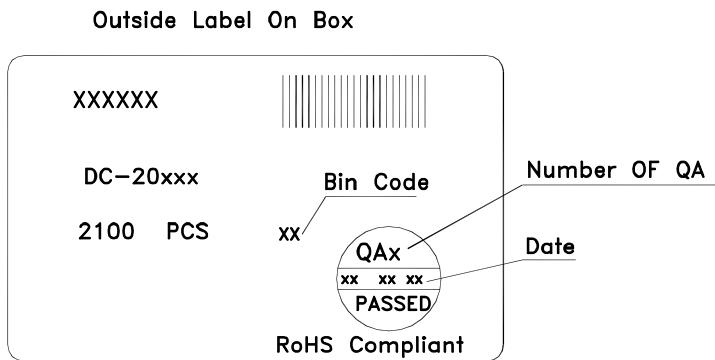 Outside Label On Box
XXXXXX
DC-20xxx
Bin Code
Number OF QA
2100 PCS
xx
QAx
Date
xx xx xx
PASSED
RoHS Compliant